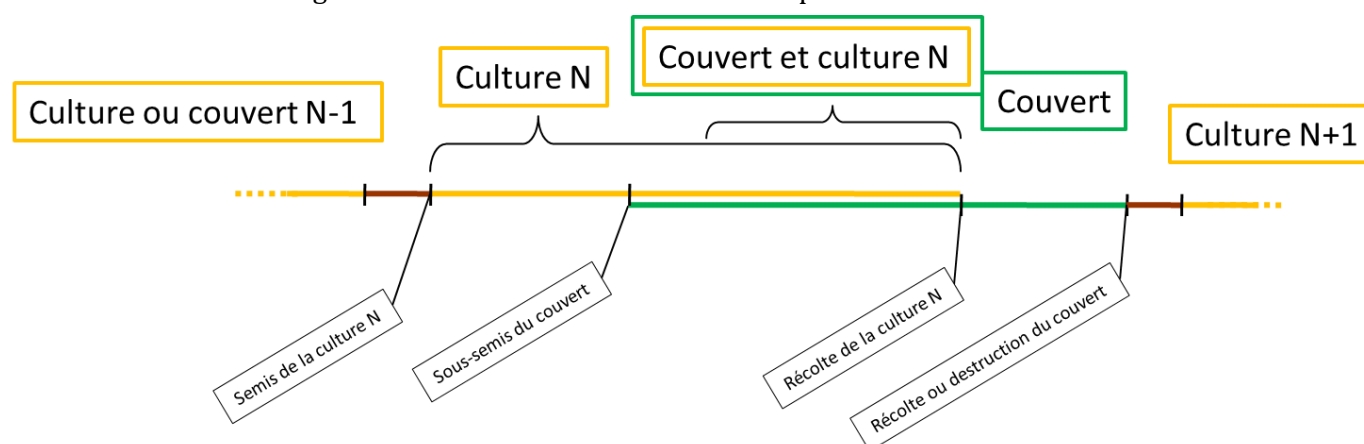 Couvert et culture N
Culture N
Couvert
Culture ou couvert N-1
Culture N+1
Semis de la culture N
Sous-semis du couvert
Récolte de la culture N
Récolte ou destruction du couvert